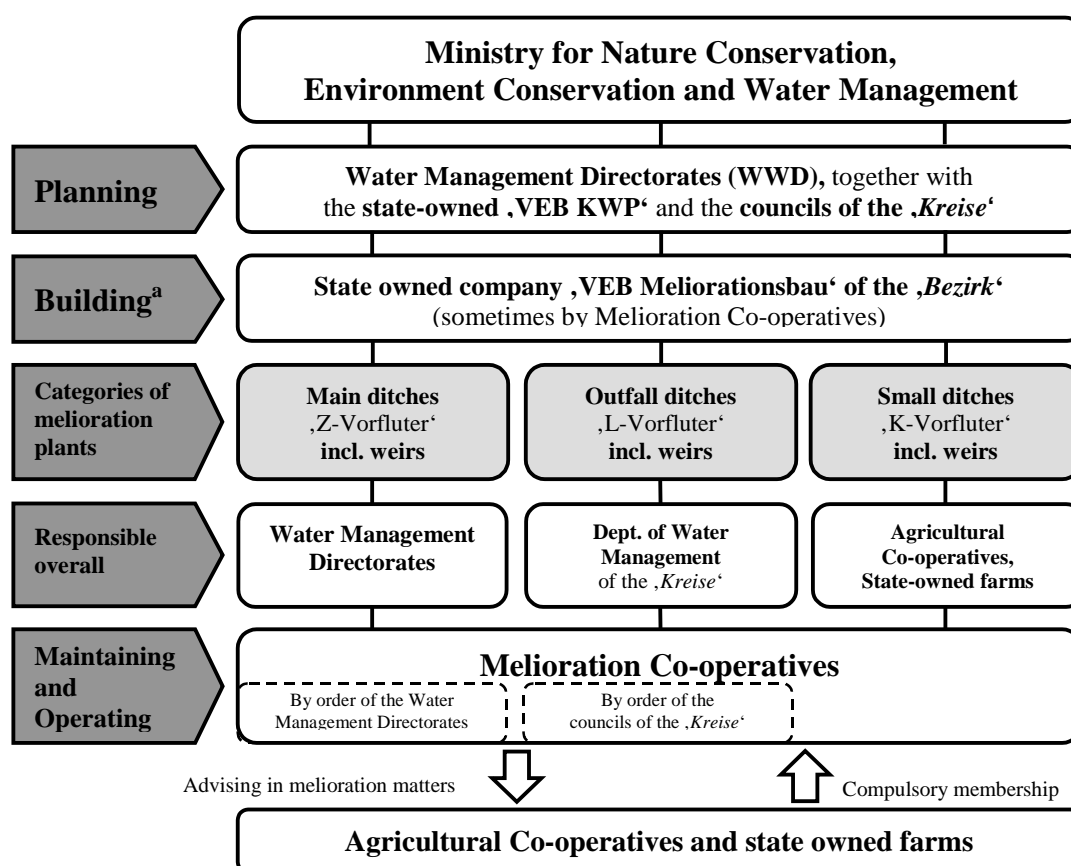 Ministry for Nature Conservation,
Environment Conservation and Water Management
Planning
Water Management Directorates (WWD), together with
the state-owned ‚VEB KWP‘ and the councils of the ‚Kreise‘
Buildingᵃ
State owned company ‚VEB Meliorationsbau‘ of the ‚Bezirk‘
(sometimes by Melioration Co-operatives)
Categories of
melioration
plants
Main ditches
‚Z-Vorfluter‘
incl. weirs
Outfall ditches
‚L-Vorfluter‘
incl. weirs
Small ditches
‚K-Vorfluter‘
incl. weirs
Responsible
overall
Water Management
Directorates
Dept. of Water
Management
of the ‚Kreise‘
Agricultural
Co-operatives,
State-owned farms
Maintaining
and
Operating
Melioration Co-operatives
By order of the Water
Management Directorates
By order of the
councils of the ‚Kreise‘
Advising in melioration matters
Compulsory membership
Agricultural Co-operatives and state owned farms